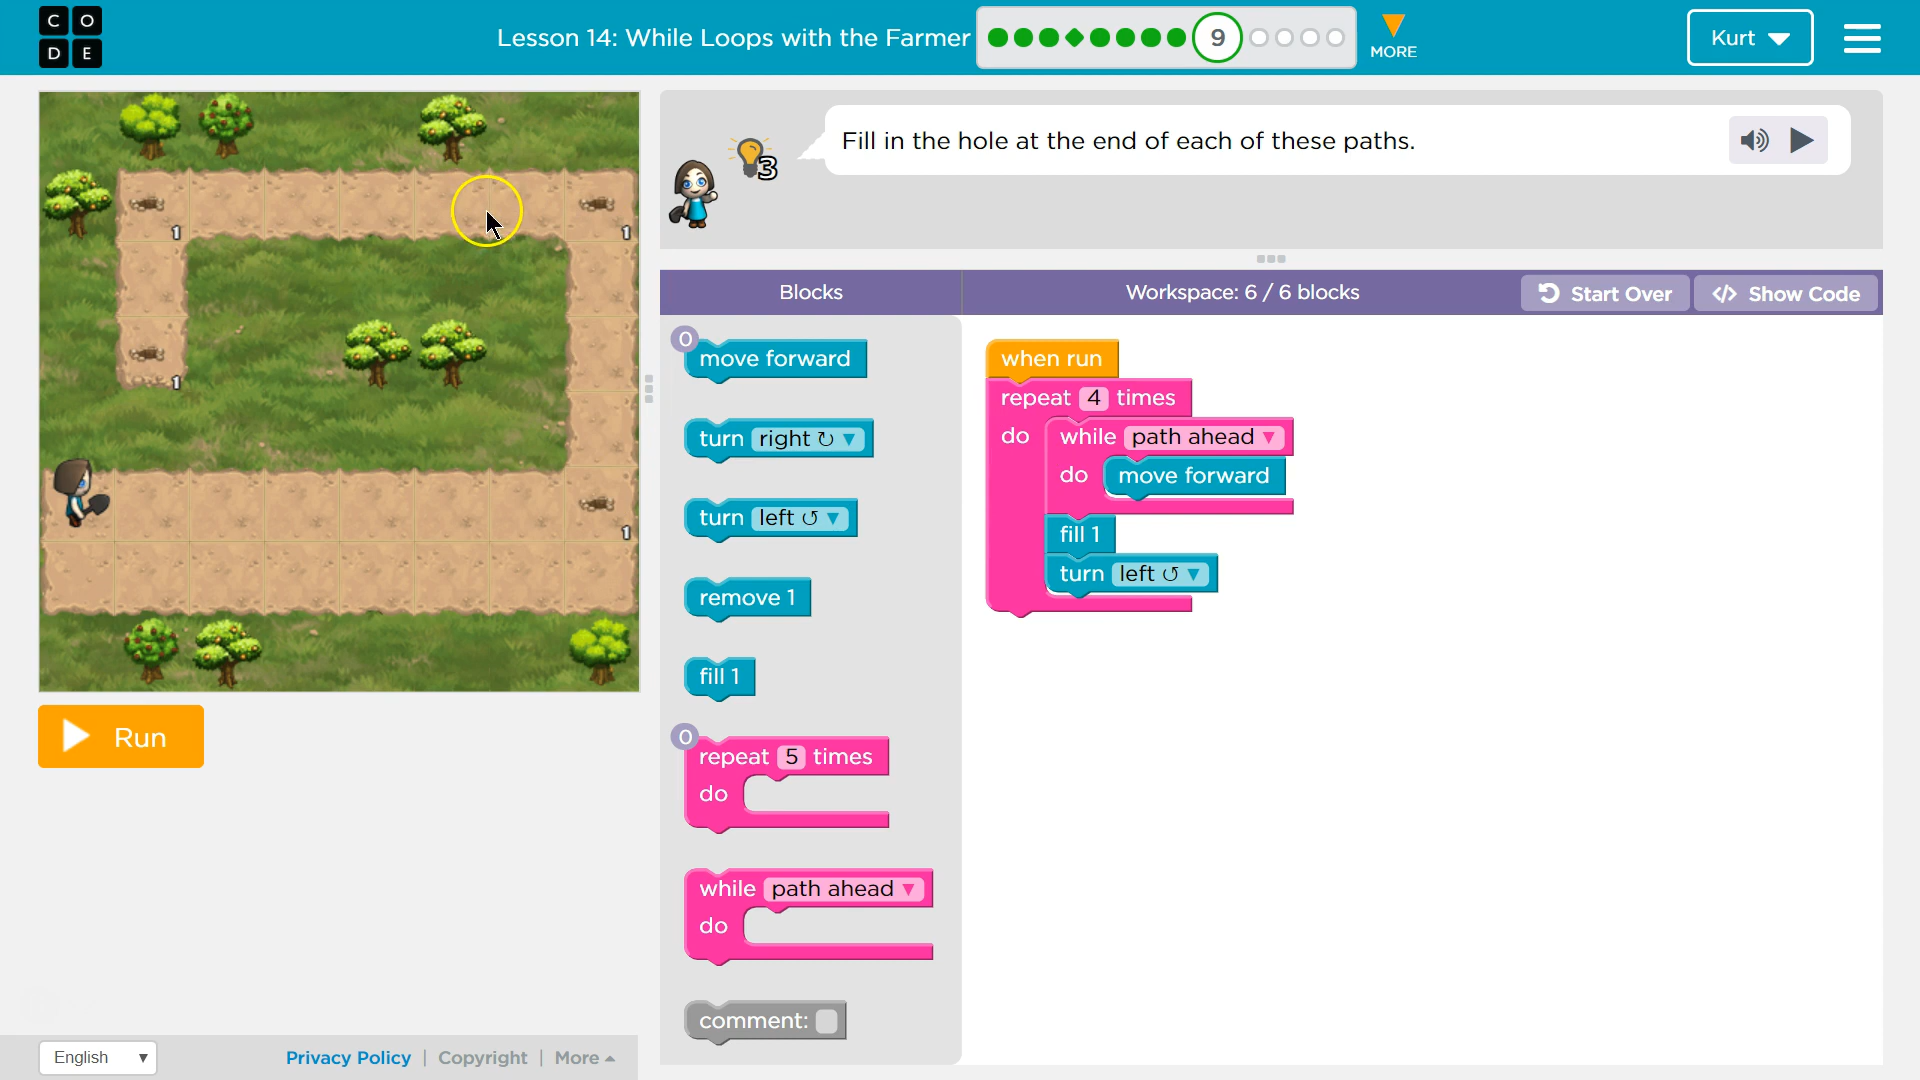 C O
D E
Lesson 14: While Loops with the Farmer
9
MORE
Kurt
3
Fill in the hole at the end of each of these paths.
1
1
1
1
Run
Blocks
Workspace: 6 / 6 blocks
Start Over
</> Show Code
0
move forward
turn right ↻ ▼
turn left ↺ ▼
remove 1
fill 1
0
repeat 5 times
do
while path ahead ▼
do
comment:
when run
repeat 4 times
do while path ahead ▼
do move forward
fill 1
turn left ↺ ▼
English ▼
Privacy Policy | Copyright | More